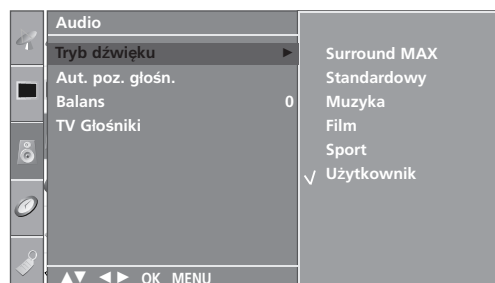 Audio
Tryb dźwięku ►
Aut. poz. głośn.
Balans 0
TV Głośniki
▲▼ ◄► OK MENU
Surround MAX
Standardowy
Muzyka
Film
Sport
√ Użytkownik